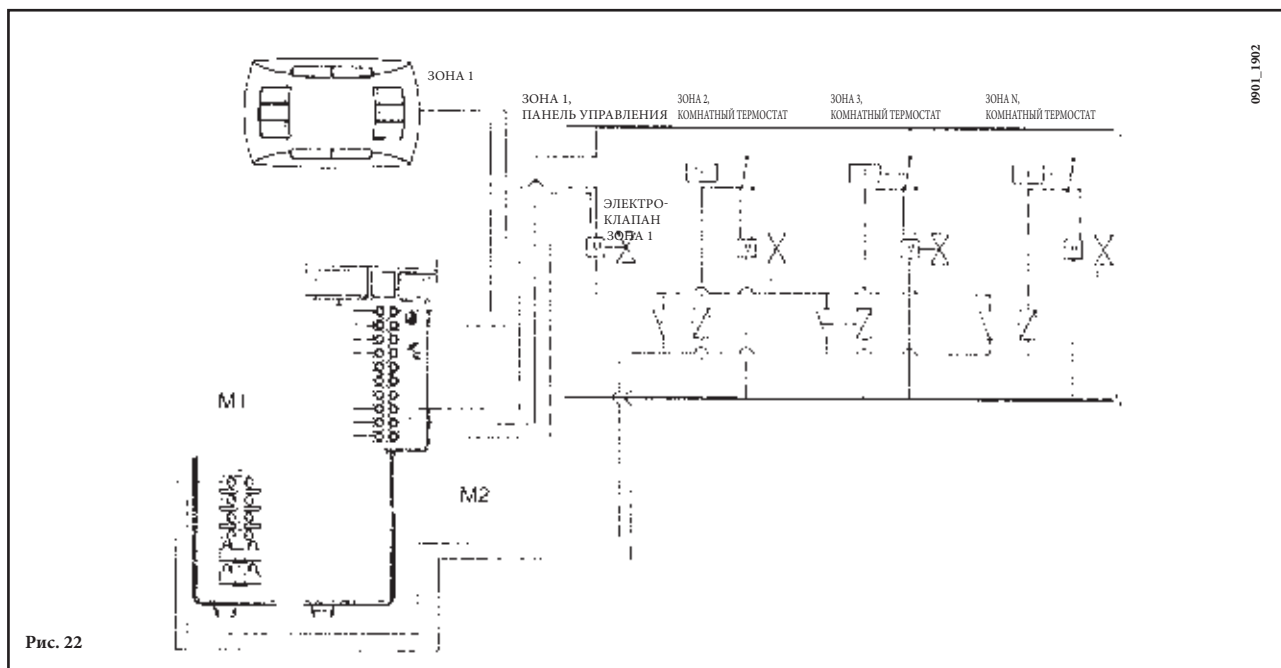 ЗОНА 1
0901_1902
ЗОНА 1,
ПАНЕЛЬ УПРАВЛЕНИЯ
ЗОНА 2,
КОМНАТНЫЙ ТЕРМОСТАТ
ЗОНА 3,
КОМНАТНЫЙ ТЕРМОСТАТ
ЗОНА N,
КОМНАТНЫЙ ТЕРМОСТАТ
ЭЛЕКТРО-
КЛАПАН
ЗОНА 1
M1
M2
Рис. 22